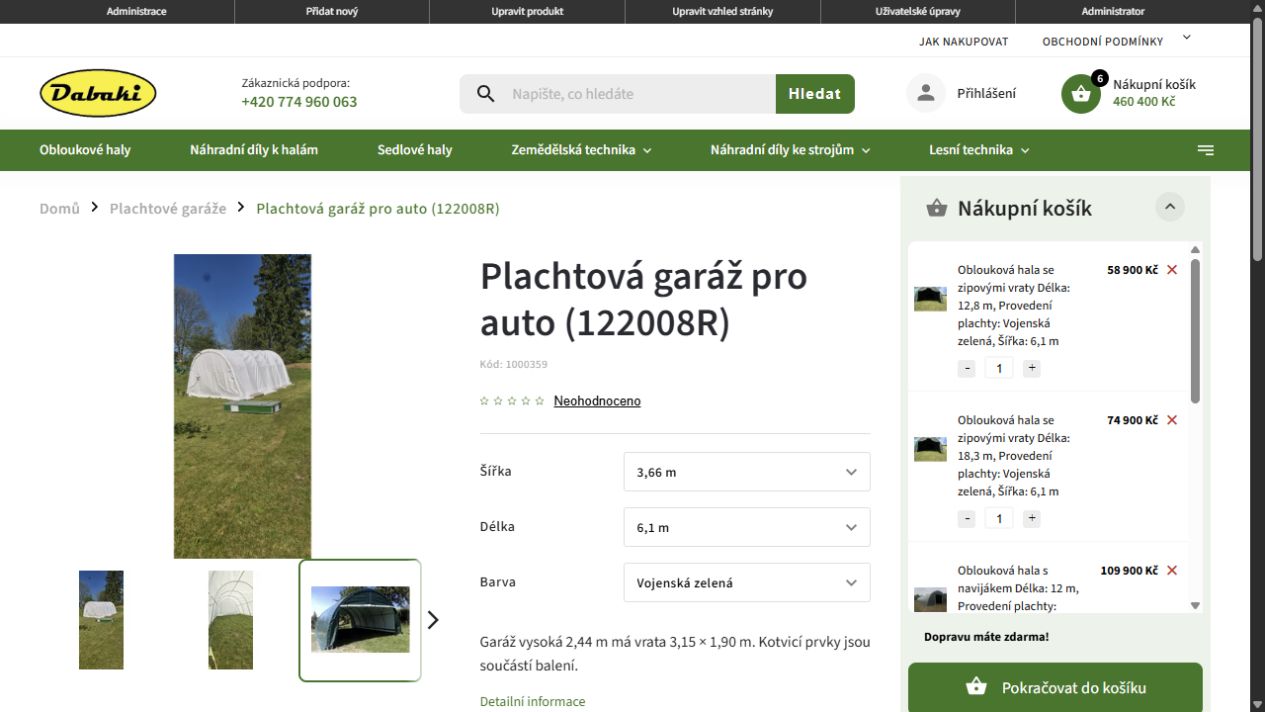 Administrace
Přidat nový
Upravit produkt
Upravit vzhled stránky
Uživatelské úpravy
Administrator
JAK NAKUPOVAT
OBCHODNÍ PODMÍNKY
Dabaki
Zákaznická podpora:
+420 774 960 063
Napište, co hledáte
Hledat
Přihlášení
6
Nákupní košík
460 400 Kč
Obloukové haly
Náhradní díly k halám
Sedlové haly
Zemědělská technika
Náhradní díly ke strojům
Lesní technika
Domů
Plachtové garáže
Plachtová garáž pro auto (122008R)
Plachtová garáž pro
auto (122008R)
Kód: 1000359
Neohodnoceno
Šířka
3,66 m
Délka
6,1 m
Barva
Vojenská zelená
Garáž vysoká 2,44 m má vrata 3,15 × 1,90 m. Kotvicí prvky jsou
součástí balení.
Detailní informace
Nákupní košík
Oblouková hala se
zipovými vraty Délka:
12,8 m, Provedení
plachty: Vojenská
zelená, Šířka: 6,1 m
58 900 Kč
- 1 +
Oblouková hala se
zipovými vraty Délka:
18,3 m, Provedení
plachty: Vojenská
zelená, Šířka: 6,1 m
74 900 Kč
- 1 +
Oblouková hala s
navijákem Délka: 12 m,
Provedení plachty:
109 900 Kč
Dopravu máte zdarma!
Pokračovat do košíku